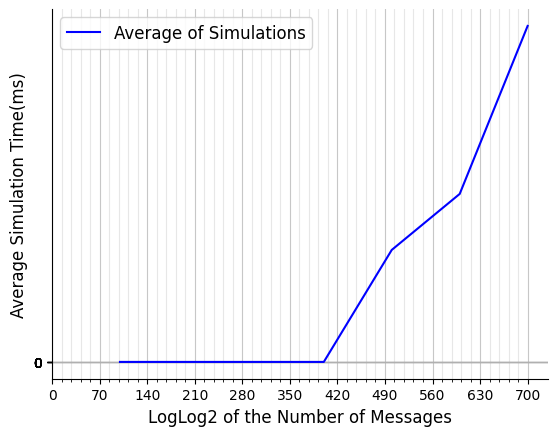 Average of Simulations
Average Simulation Time(ms)
0
0 70 140 210 280 350 420 490 560 630 700
LogLog2 of the Number of Messages